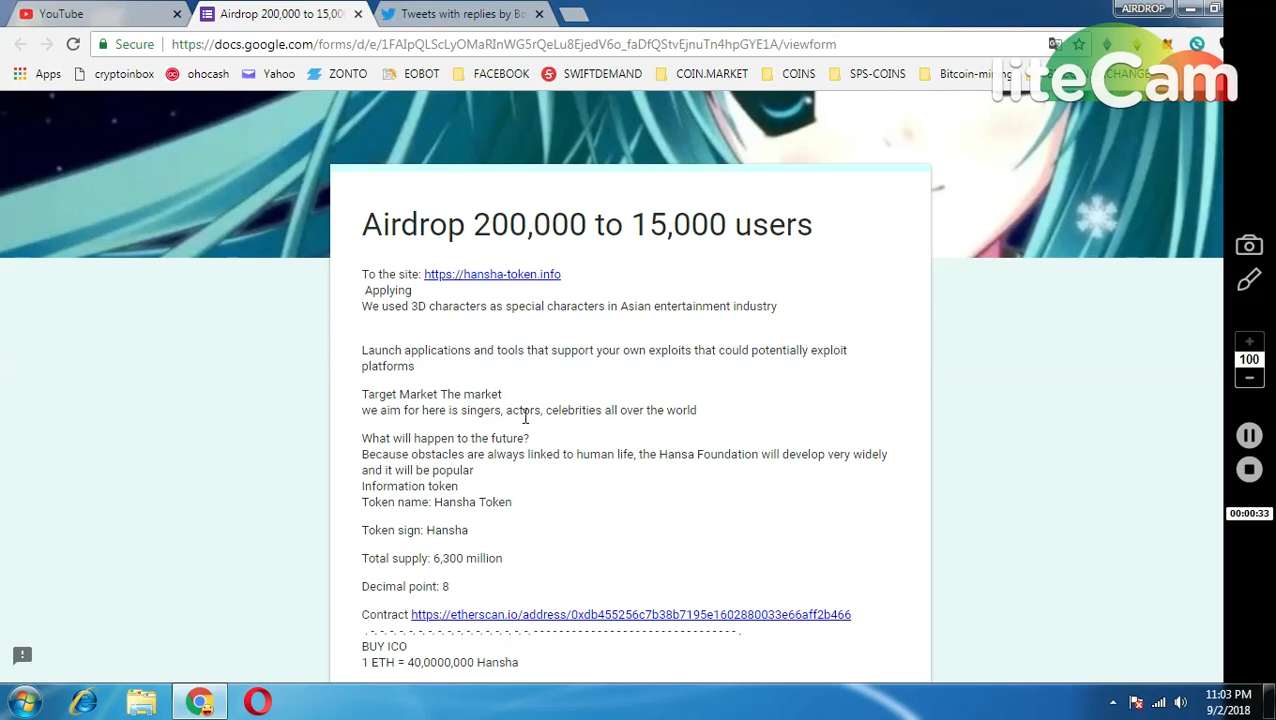 YouTube
Airdrop 200,000 to 15,00
Tweets with replies by Bo
AIRDROP
Secure
https://docs.google.com/forms/d/e/1FAIpQLScLyOMaRInWG5rQeLu8EjedV6o_faDfQStvEjnuTn4hpGYE1A/viewform
Apps
cryptoinbox
ohocash
Yahoo
ZONTO
EOBOT
FACEBOOK
SWIFTDEMAND
COIN.MARKET
COINS
SPS-COINS
Bitcoin-mining
liteCam
Airdrop 200,000 to 15,000 users
To the site: https://hansha-token.info
Applying
We used 3D characters as special characters in Asian entertainment industry
Launch applications and tools that support your own exploits that could potentially exploit
platforms
Target Market The market
we aim for here is singers, actors, celebrities all over the world
What will happen to the future?
Because obstacles are always linked to human life, the Hansa Foundation will develop very widely
and it will be popular
Information token
Token name: Hansha Token
Token sign: Hansha
Total supply: 6,300 million
Decimal point: 8
Contract https://etherscan.io/address/0xdb455256c7b38b7195e1602880033e66aff2b466
BUY ICO
1 ETH = 40,0000,000 Hansha
100
00:00:33
11:03 PM
9/2/2018